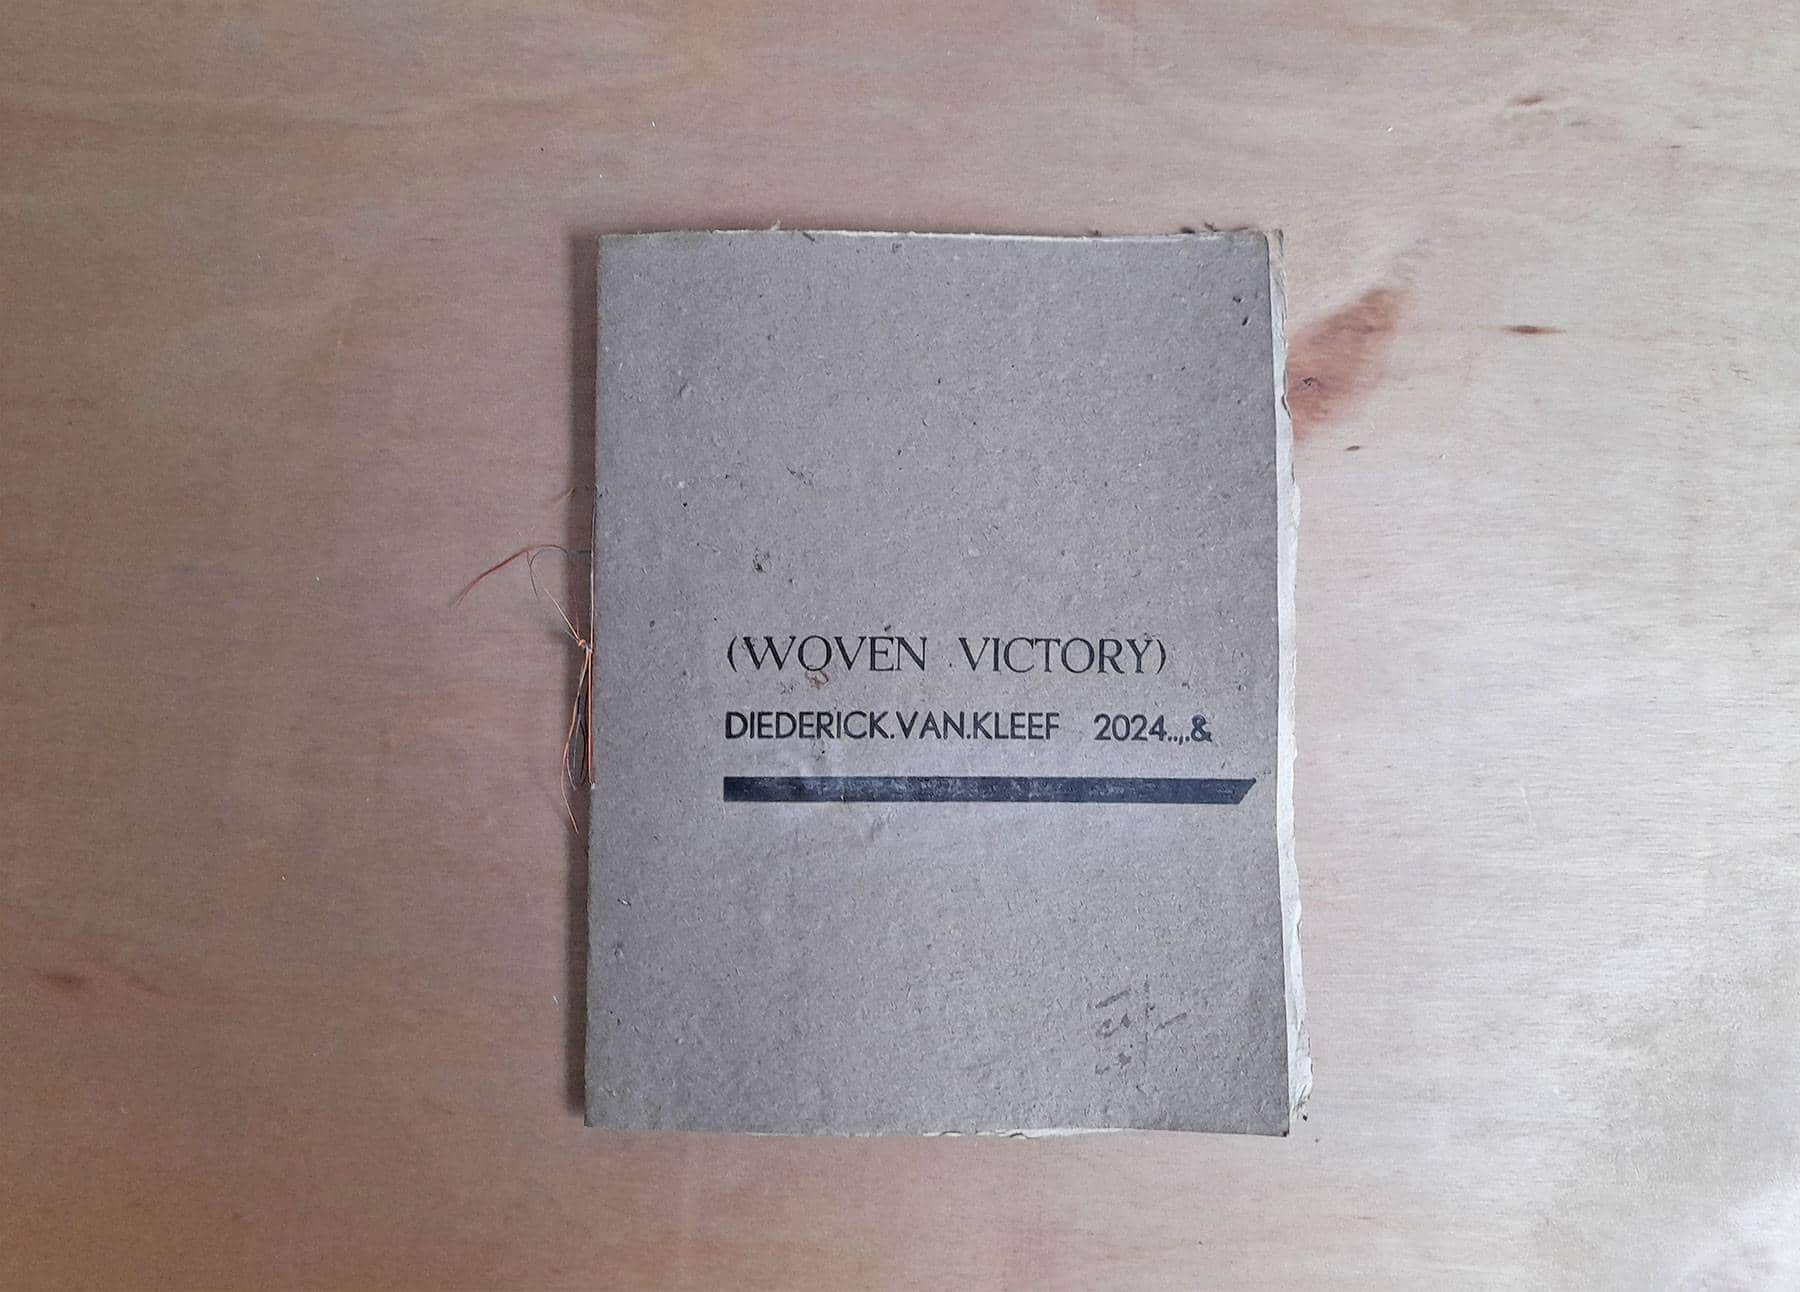 (WOVEN VICTORY)
DIEDERICK.VAN.KLEEF 2024..,.&